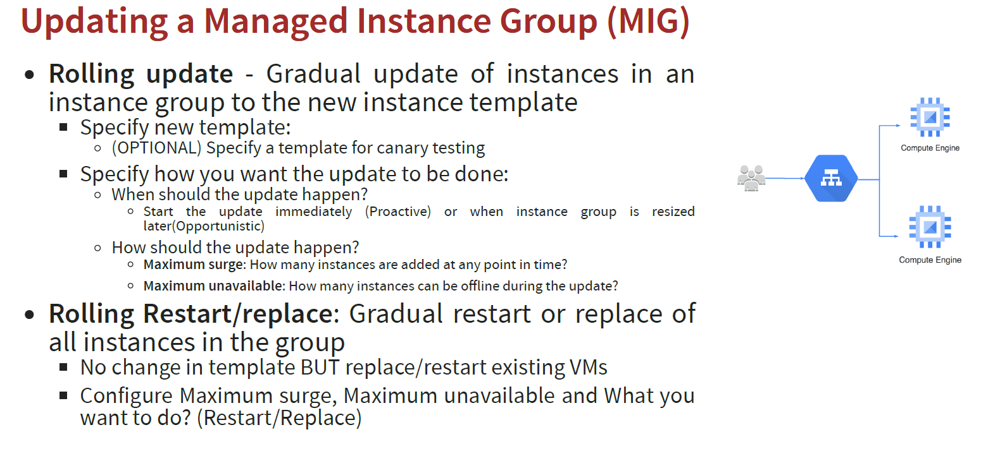 Updating a Managed Instance Group (MIG)
Rolling update - Gradual update of instances in an
instance group to the new instance template
Specify new template:
(OPTIONAL) Specify a template for canary testing
Specify how you want the update to be done:
When should the update happen?
Start the update immediately (Proactive) or when instance group is resized
later(Opportunistic)
How should the update happen?
Maximum surge: How many instances are added at any point in time?
Maximum unavailable: How many instances can be offline during the update?
Rolling Restart/replace: Gradual restart or replace of
all instances in the group
No change in template BUT replace/restart existing VMs
Configure Maximum surge, Maximum unavailable and What you
want to do? (Restart/Replace)
Compute Engine
Compute Engine